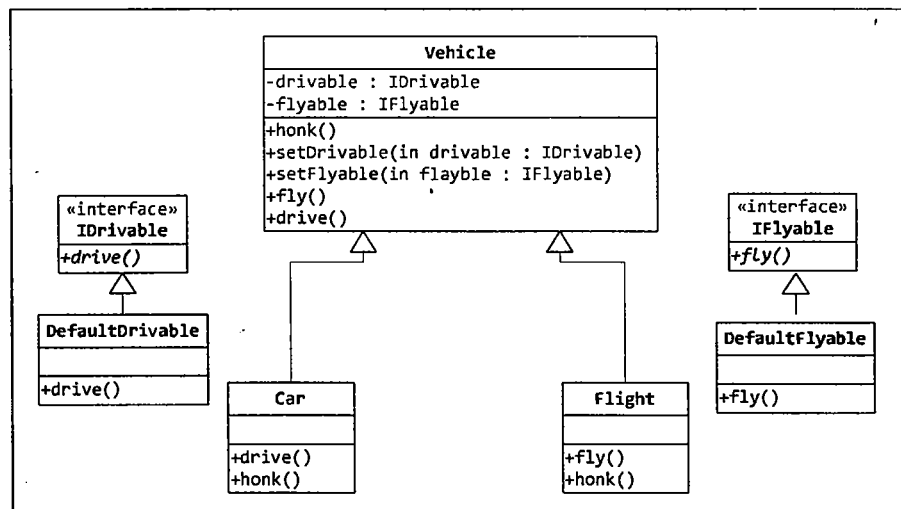 Vehicle
-drivable : IDrivable
-flyable : IFlyable
+honk()
+setDrivable(in drivable : IDrivable)
+setFlyable(in flayble : IFlyable)
+fly()
+drive()
«interface»
IDrivable
+drive()
«interface»
IFlyable
+fly()
DefaultDrivable
+drive()
DefaultFlyable
+fly()
Car
+drive()
+honk()
Flight
+fly()
+honk()